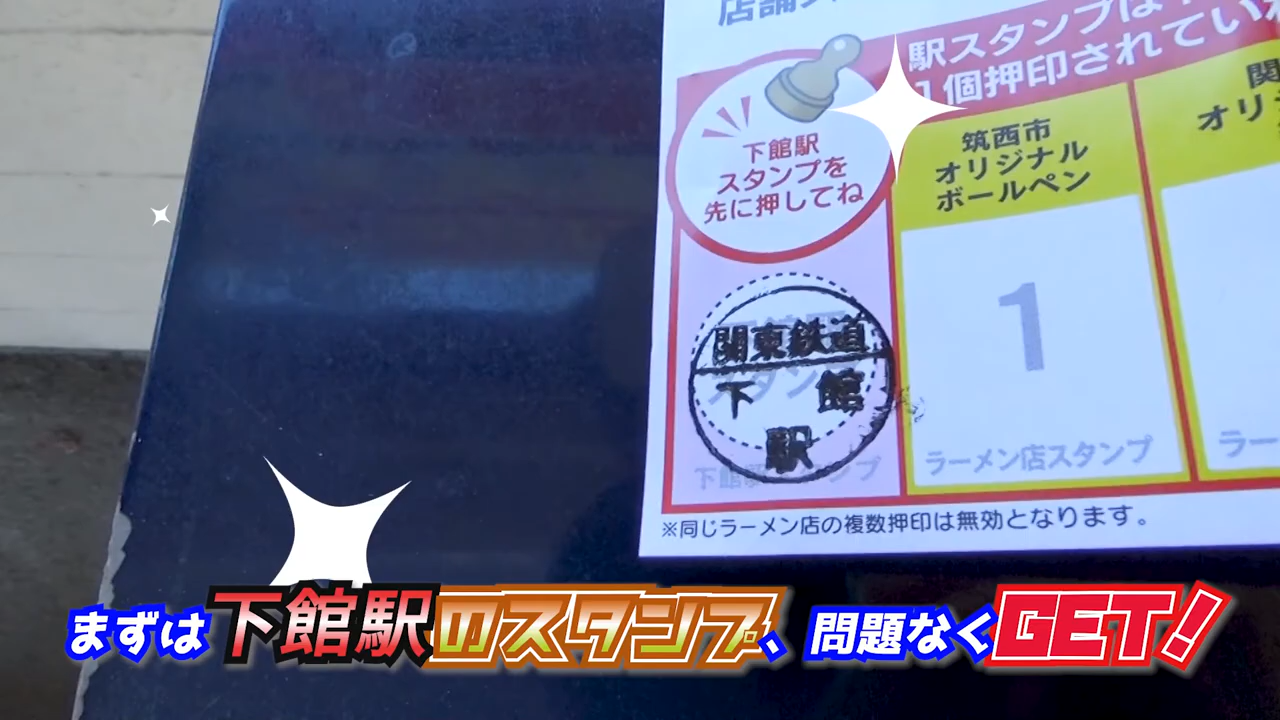 駅スタンプは
1個押印されてい
下館駅
スタンプを
先に押してね
筑西市
オリジナル
ボールペン
関東鉄道
下館
駅
1
ラーメン店スタンプ
※同じラーメン店の複数押印は無効となります。
まずは下館駅のスタンプ、問題なくGET!